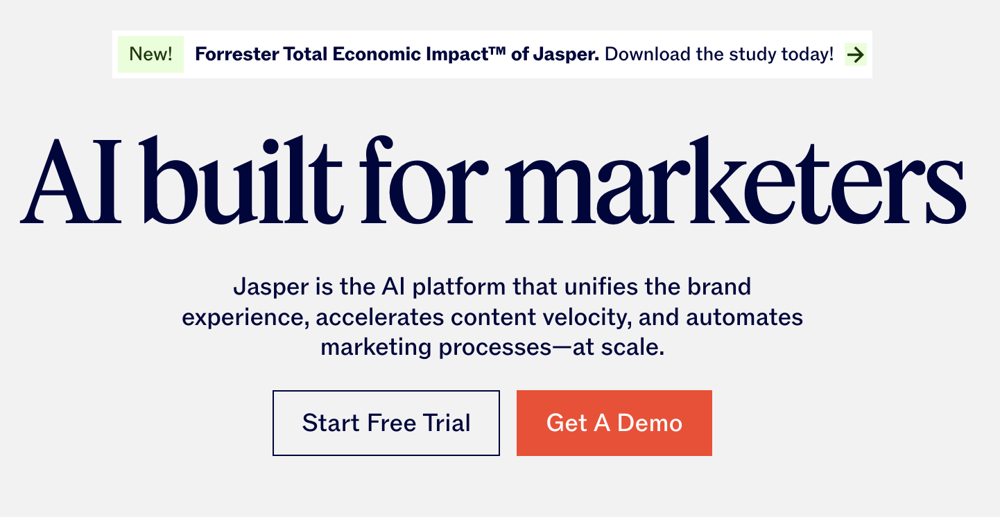 New! Forrester Total Economic Impact™ of Jasper. Download the study today! →
AI built for marketers
Jasper is the AI platform that unifies the brand
experience, accelerates content velocity, and automates
marketing processes—at scale.
Start Free Trial Get A Demo